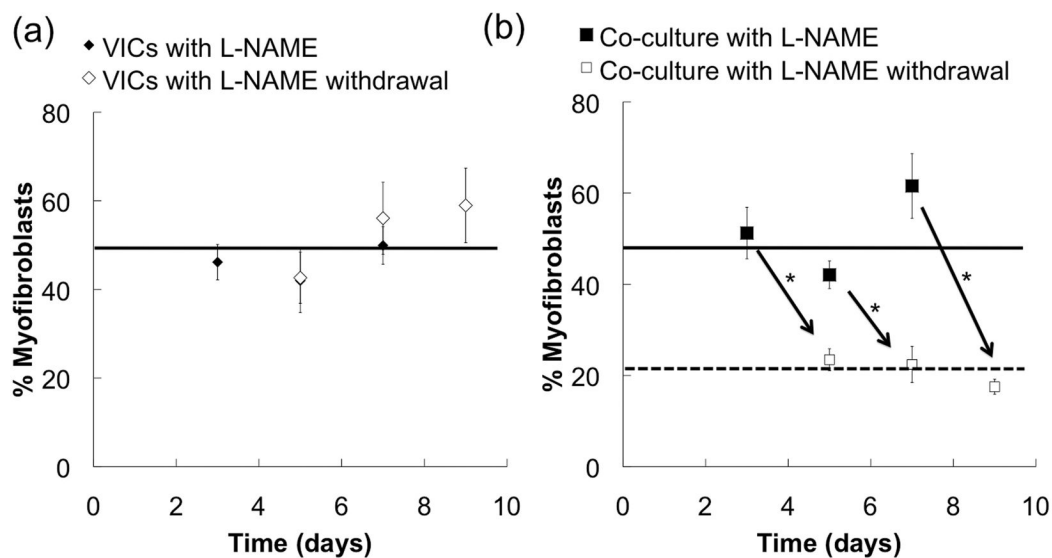 (a)
VICs with L-NAME
VICs with L-NAME withdrawal
% Myofibroblasts
80
60
40
20
0
0 2 4 6 8 10
Time (days)
(b)
Co-culture with L-NAME
Co-culture with L-NAME withdrawal
% Myofibroblasts
80
60
40
20
0
* * *
0 2 4 6 8 10
Time (days)